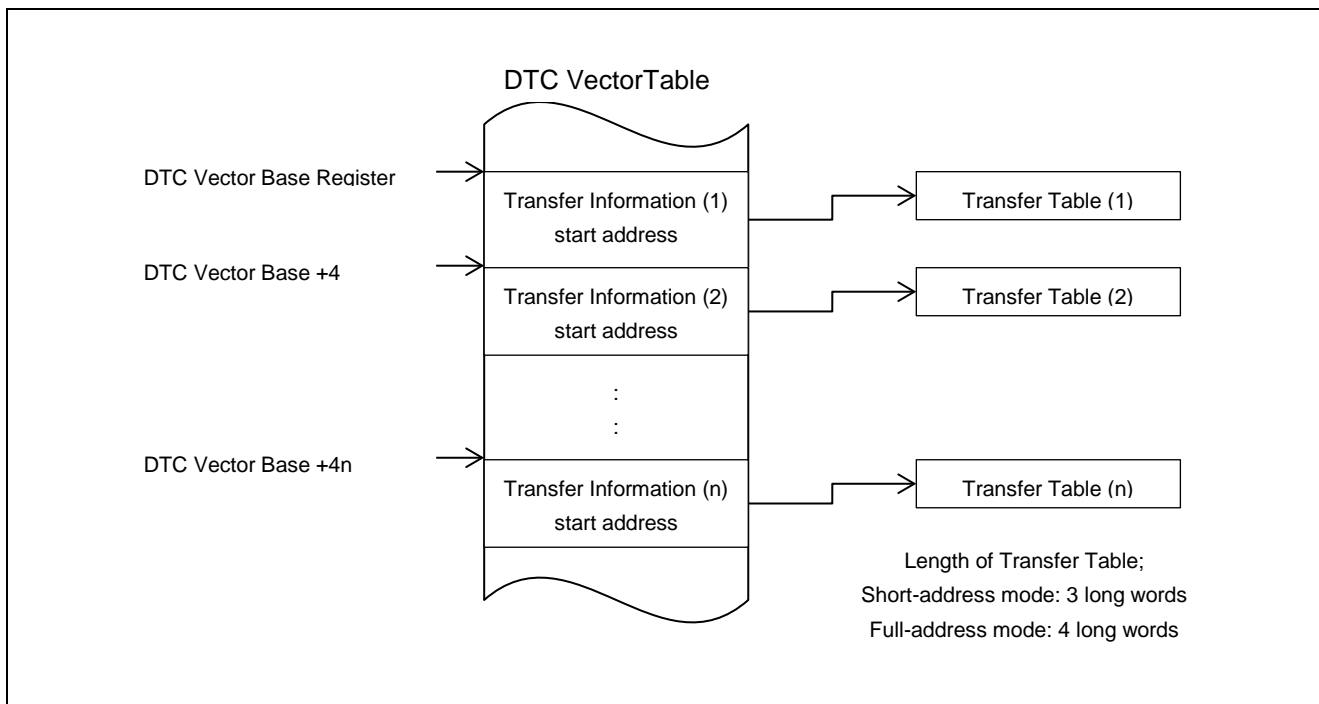 DTC VectorTable
DTC Vector Base Register
Transfer Information (1)
start address
Transfer Table (1)
DTC Vector Base +4
Transfer Information (2)
start address
Transfer Table (2)
:
:
DTC Vector Base +4n
Transfer Information (n)
start address
Transfer Table (n)
Length of Transfer Table;
Short-address mode: 3 long words
Full-address mode: 4 long words